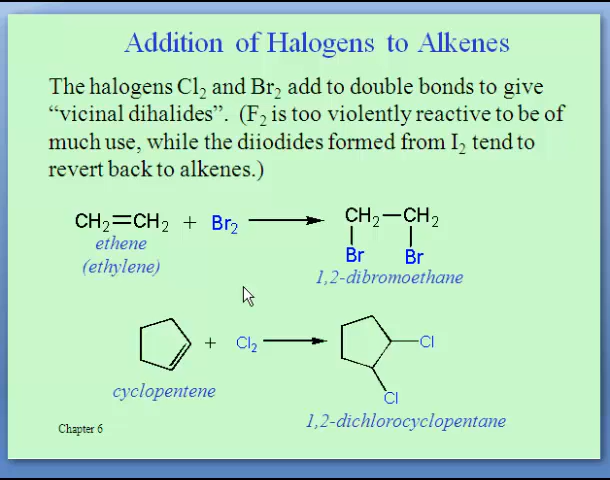 Addition of Halogens to Alkenes
The halogens Cl₂ and Br₂ add to double bonds to give
“vicinal dihalides”. (F₂ is too violently reactive to be of
much use, while the diiodides formed from I₂ tend to
revert back to alkenes.)
CH₂=CH₂ + Br₂
CH₂—CH₂
Br Br
ethene
(ethylene)
1,2-dibromoethane
+ Cl₂
Cl
Cl
cyclopentene
1,2-dichlorocyclopentane
Chapter 6